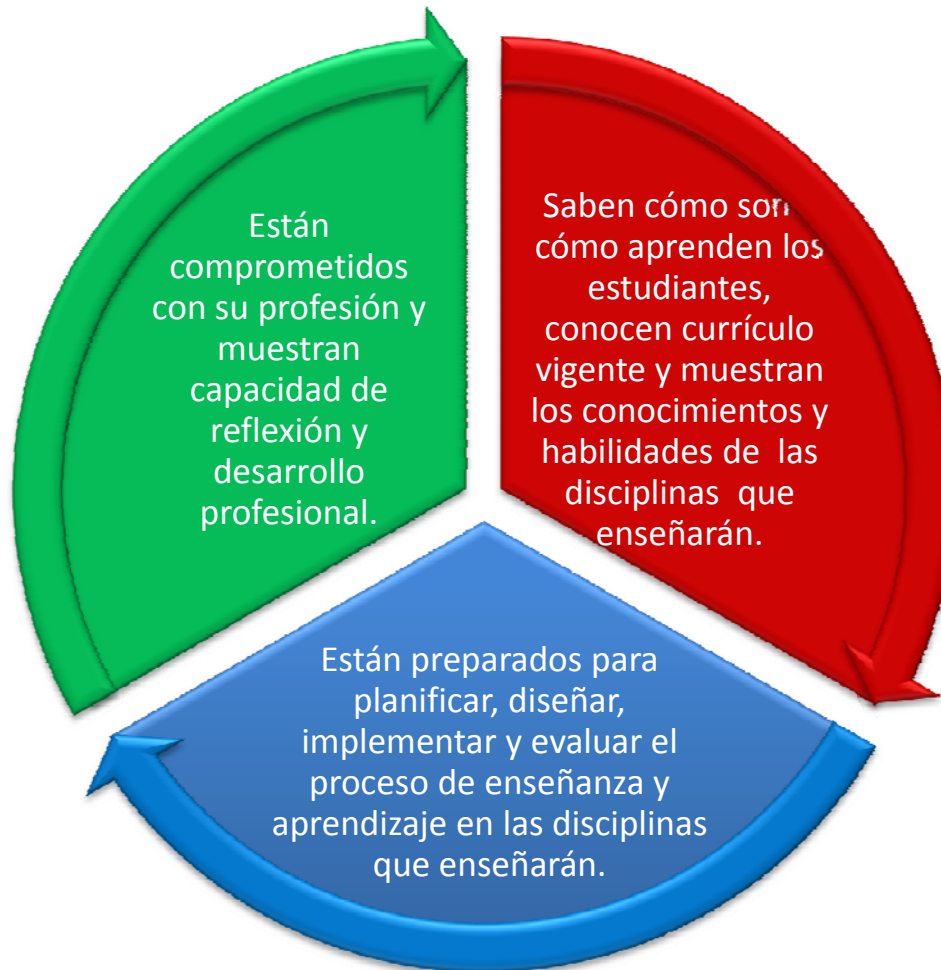 Están
comprometidos
con su profesión y
muestran
capacidad de
reflexión y
desarrollo
profesional.
Saben cómo son
cómo aprenden los
estudiantes,
conocen currículo
vigente y muestran
los conocimientos y
habilidades de las
disciplinas que
enseñarán.
Están preparados para
planificar, diseñar,
implementar y evaluar el
proceso de enseñanza y
aprendizaje en las disciplinas
que enseñarán.